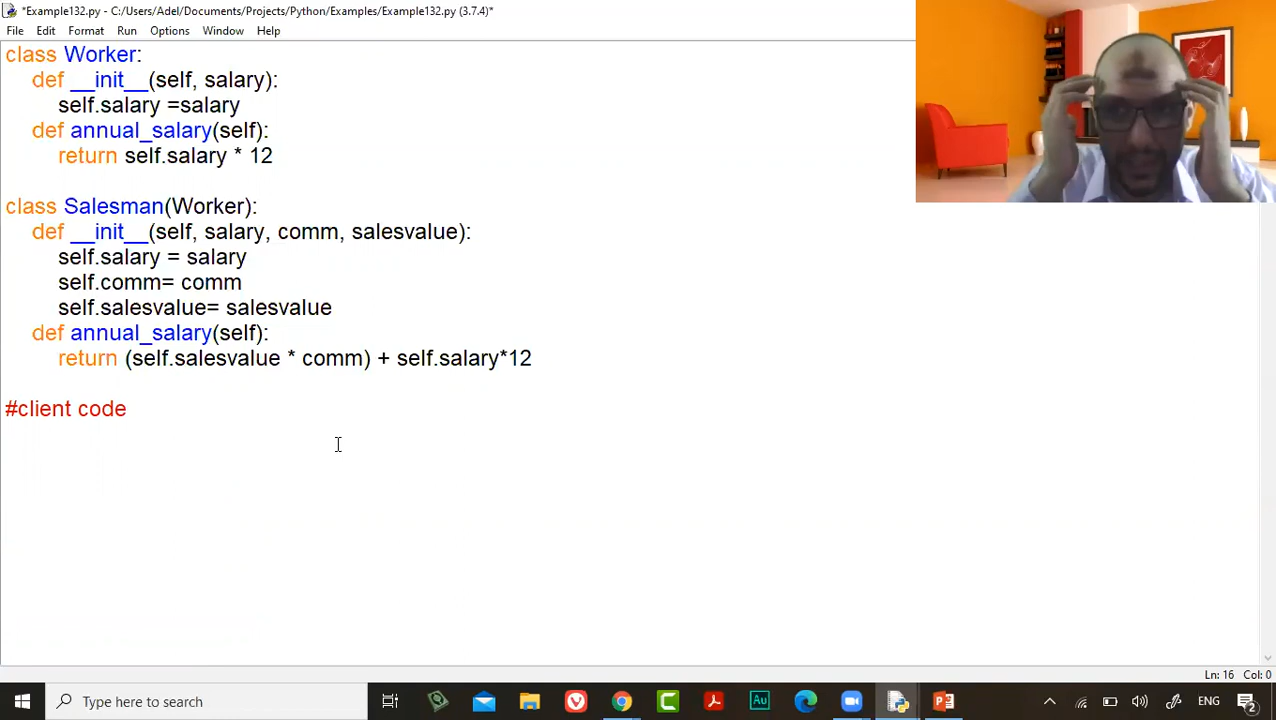 *Example132.py - C:/Users/Adel/Documents/Projects/Python/Examples/Example132.py (3.7.4)*
File Edit Format Run Options Window Help
class Worker:
def __init__(self, salary):
self.salary =salary
def annual_salary(self):
return self.salary * 12
class Salesman(Worker):
def __init__(self, salary, comm, salesvalue):
self.salary = salary
self.comm= comm
self.salesvalue= salesvalue
def annual_salary(self):
return (self.salesvalue * comm) + self.salary*12
#client code
Ln: 16 Col: 0
Type here to search
Au
ENG
2